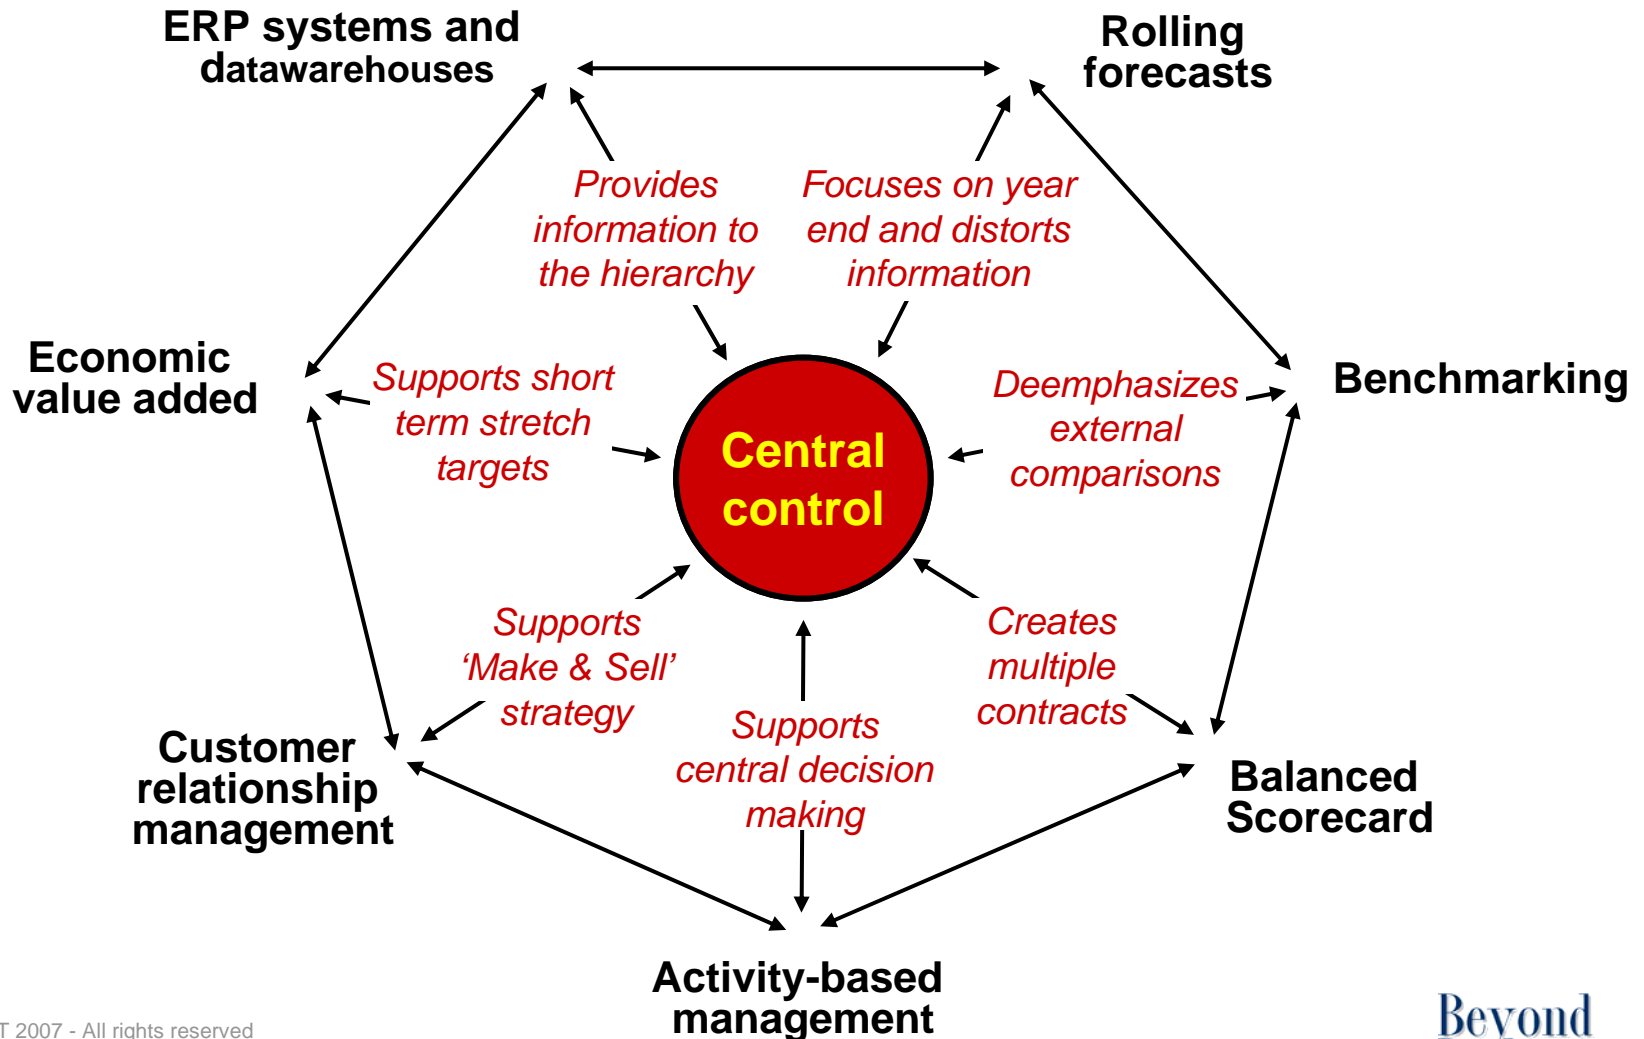 ERP systems and
datawarehouses
Rolling
forecasts
Provides
information to
the hierarchy
Focuses on year
end and distorts
information
Economic
value added
Supports short
term stretch
targets
Central
control
Deemphasizes
external
comparisons
Benchmarking
Supports
‘Make & Sell’
strategy
Supports
central decision
making
Creates
multiple
contracts
Customer
relationship
management
Balanced
Scorecard
Activity-based
management
2007 - All rights reserved
Beyond